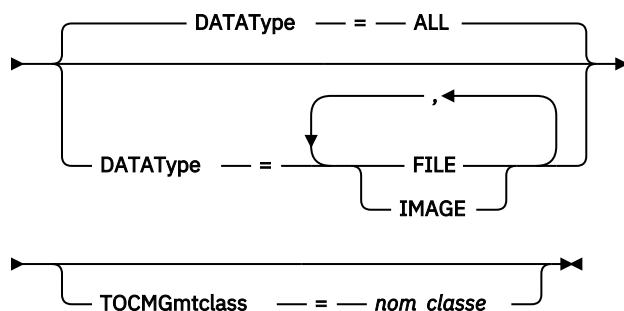 DATAType = ALL
,
DATAType = FILE
IMAGE
TOCMGmtclass = nom classe